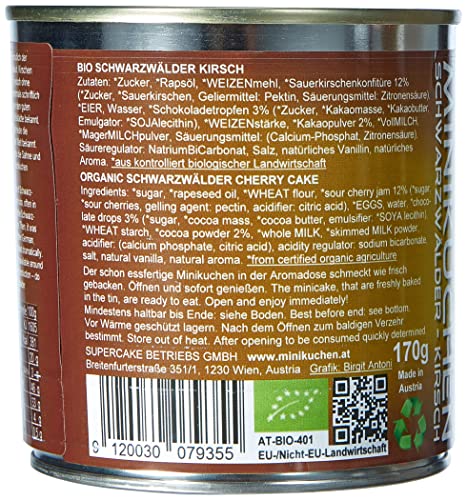 BIO SCHWARZWÄLDER KIRSCH
Zutaten: *Zucker, *Rapsöl, *WEIZENmehl, *Sauerkirschenkonfitüre 12%
(*Zucker, *Sauerkirschen, Geliermittel: Pektin, Säuerungsmittel: Zitronensäure),
*EIER, Wasser, *Schokoladetropfen 3% (*Zucker, *Kakaomasse, *Kakaobutter,
Emulgator: *SOJAlecithin), *WEIZENstärke, *Kakaopulver 2%, *VollMILCH,
*MagerMILCHpulver, Säuerungsmittel: (Calcium-Phosphat, Zitronensäure),
Säureregulator: NatriumBiCarbonat, Salz, natürliches Vanillin, natürliches
Aroma. *aus kontrolliert biologischer Landwirtschaft
ORGANIC SCHWARZWÄLDER CHERRY CAKE
Ingredients: *sugar, *rapeseed oil, *WHEAT flour, *sour cherry jam 12% (*sugar,
*sour cherries, gelling agent: pectin, acidifier: citric acid), *EGGS, water, *choco-
late drops 3% (*sugar, *cocoa mass, *cocoa butter, emulsifier: *SOYA lecithin)
*WHEAT starch, *cocoa powder 2%, *whole MILK, *skimmed MILK powder,
acidifier: (calcium phosphate, citric acid), acidity regulator: sodium bicarbonate,
salt, natural vanillin, natural aroma. *from certified organic agriculture
Der schon essfertige Minikuchen in der Aromadose schmeckt wie frisch
gebacken. Öffnen und sofort genießen. The minicake, that are freshly baked
in the tin, are ready to eat. Open and enjoy immediately!
Mindestens haltbar bis Ende: siehe Boden. Best before end: see bottom.
Vor Wärme geschützt lagern. Nach dem Öffnen zum baldigen Verzehr
bestimmt. Store out of heat. After opening to be consumed quickly determined.
SUPERCAKE BETRIEBS GMBH www.minikuchen.at
Breitenfurterstraße 351/1, 1230 Wien, Austria Grafik: Birgit Antoni
170g
Made in
Austria
MINIKUCHEN
SCHWARZWÄLDER - KIRSCH
9 120030 079355
AT-BIO-401
EU-/Nicht-EU-Landwirtschaft